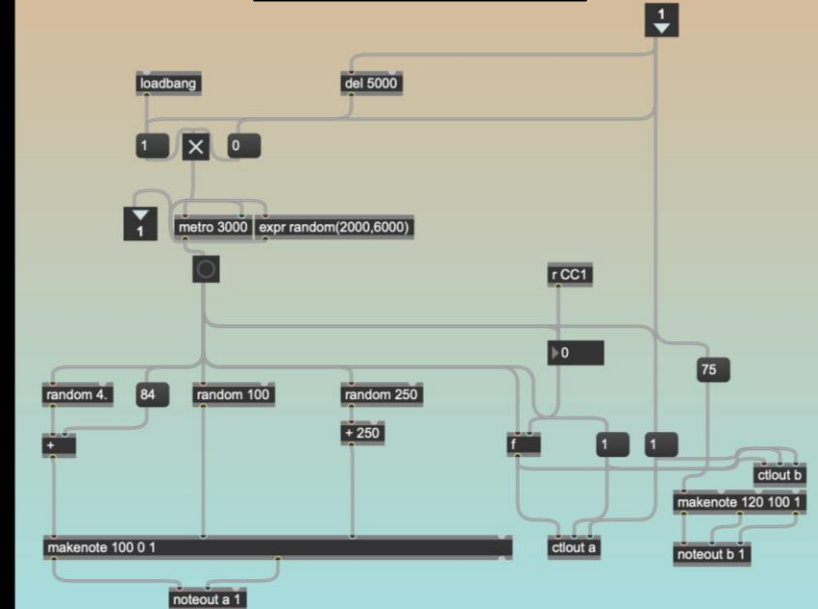 1
loadbang
del 5000
1
0
1
metro 3000
expr random(2000,6000)
r CC1
0
75
random 4.
84
random 100
random 250
+ 250
+
f
1
1
ctlout b
makenote 120 100 1
makenote 100 0 1
ctlout a
noteout b 1
noteout a 1